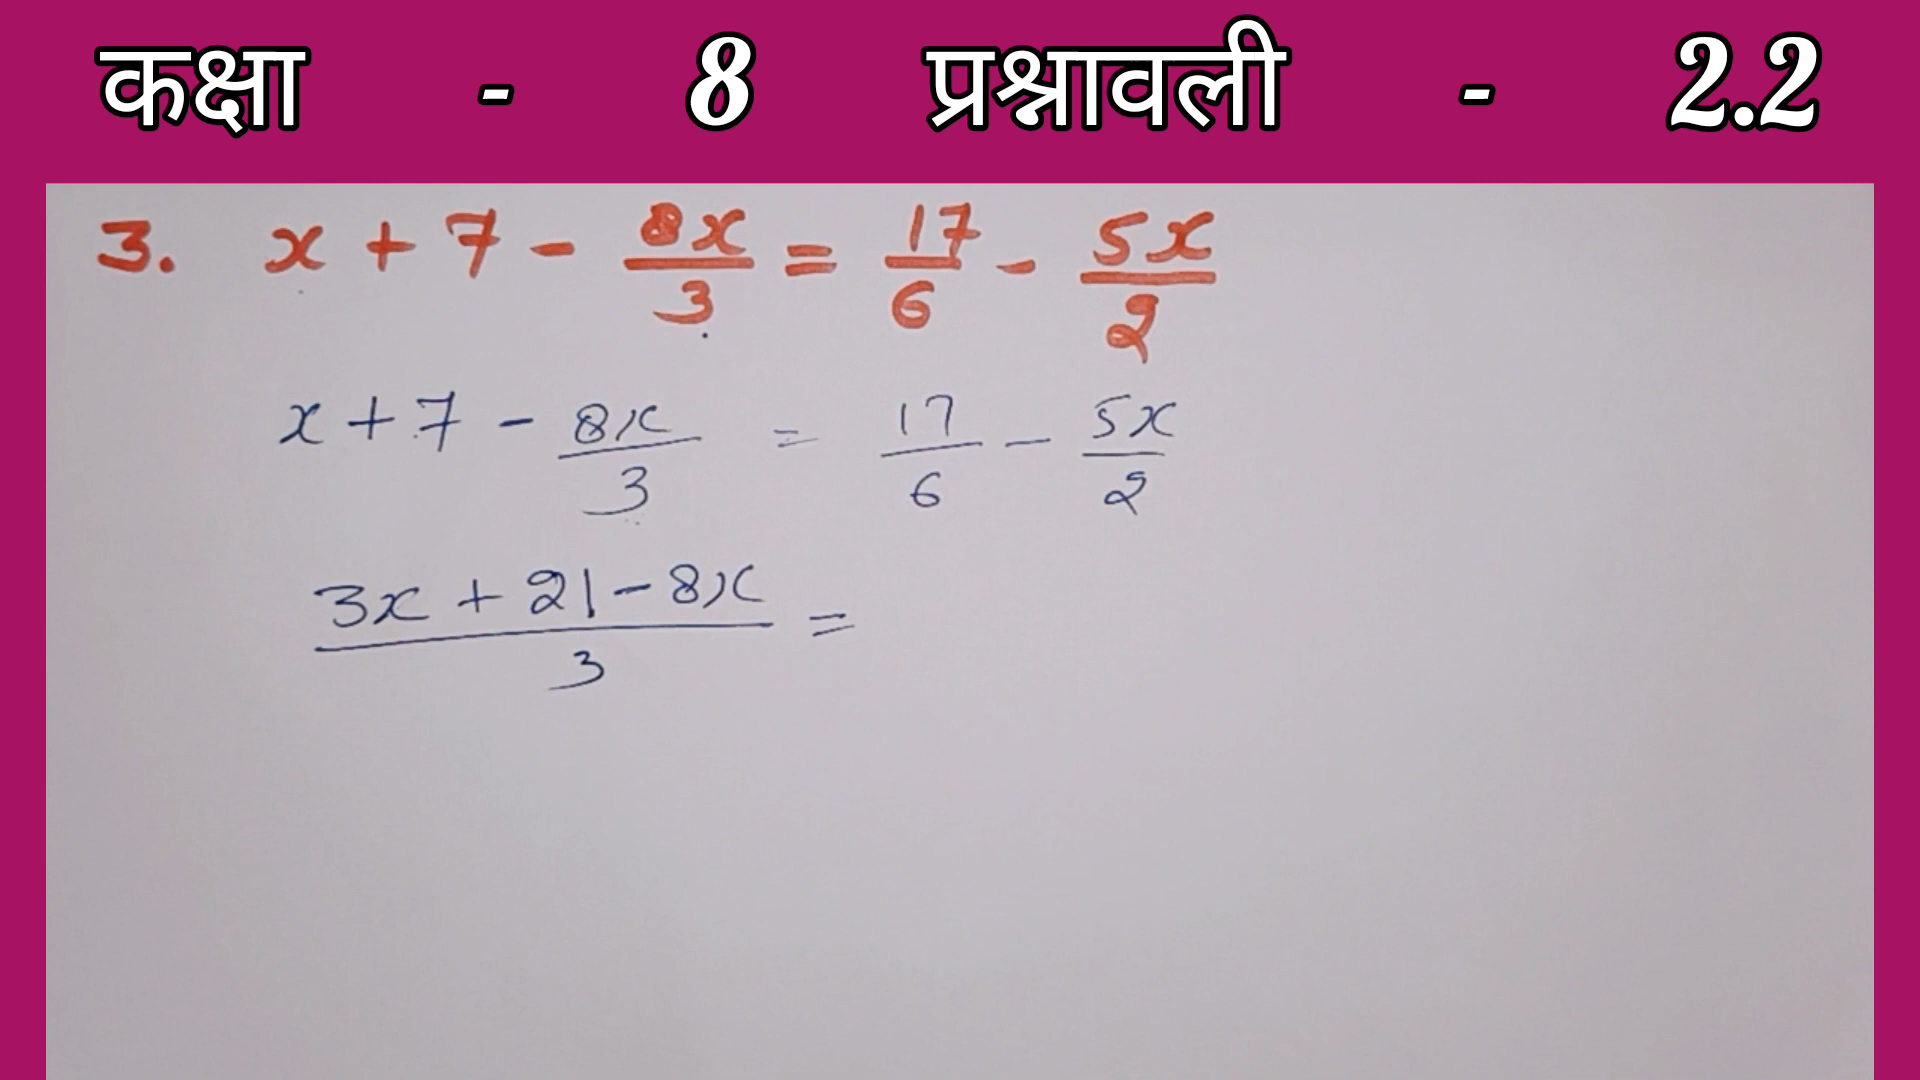 कक्षा - 8 प्रश्नावली - 2.2
3. x + 7 - 8x/3 = 17/6 - 5x/2
x + 7 - 8x/3 = 17/6 - 5x/2
3x + 21 - 8x/3 =